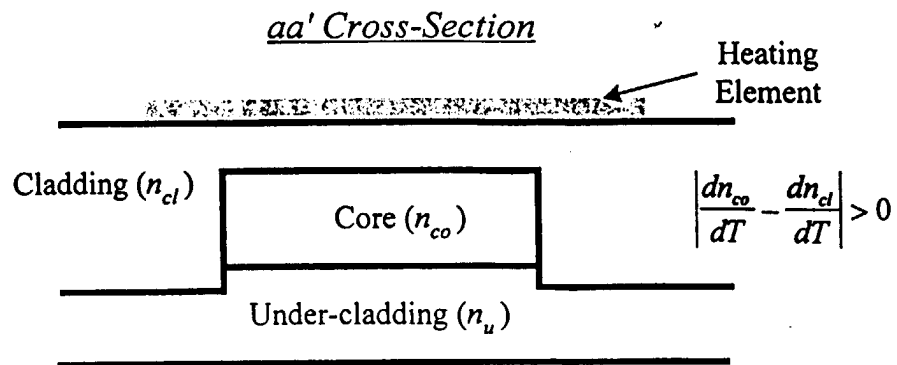 aa' Cross-Section
Heating
Element
Cladding (n_cl)
Core (n_co)
|dn_co/dT − dn_cl/dT| > 0
Under-cladding (n_u)